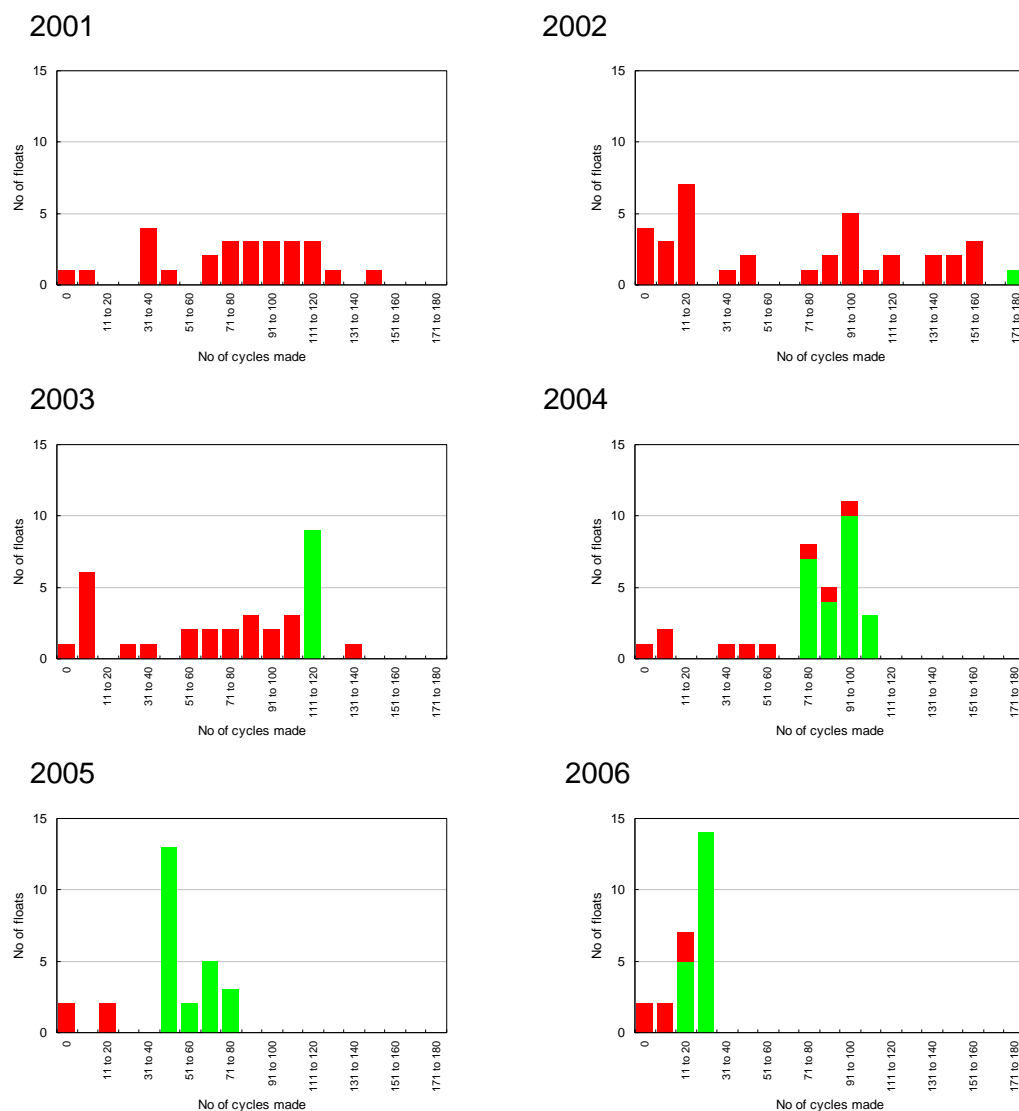 2001
2002
15
10
5
0
No of floats
0
11 to 20
31 to 40
51 to 60
71 to 80
91 to 100
111 to 120
131 to 140
151 to 160
171 to 180
No of cycles made
15
10
5
0
No of floats
0
11 to 20
31 to 40
51 to 60
71 to 80
91 to 100
111 to 120
131 to 140
151 to 160
171 to 180
No of cycles made
2003
2004
15
10
5
0
No of floats
0
11 to 20
31 to 40
51 to 60
71 to 80
91 to 100
111 to 120
131 to 140
151 to 160
171 to 180
No of cycles made
15
10
5
0
No of floats
0
11 to 20
31 to 40
51 to 60
71 to 80
91 to 100
111 to 120
131 to 140
151 to 160
171 to 180
No of cycles made
2005
2006
15
10
5
0
No of floats
0
11 to 20
31 to 40
51 to 60
71 to 80
91 to 100
111 to 120
131 to 140
151 to 160
171 to 180
No of cycles made
15
10
5
0
No of floats
0
11 to 20
31 to 40
51 to 60
71 to 80
91 to 100
111 to 120
131 to 140
151 to 160
171 to 180
No of cycles made